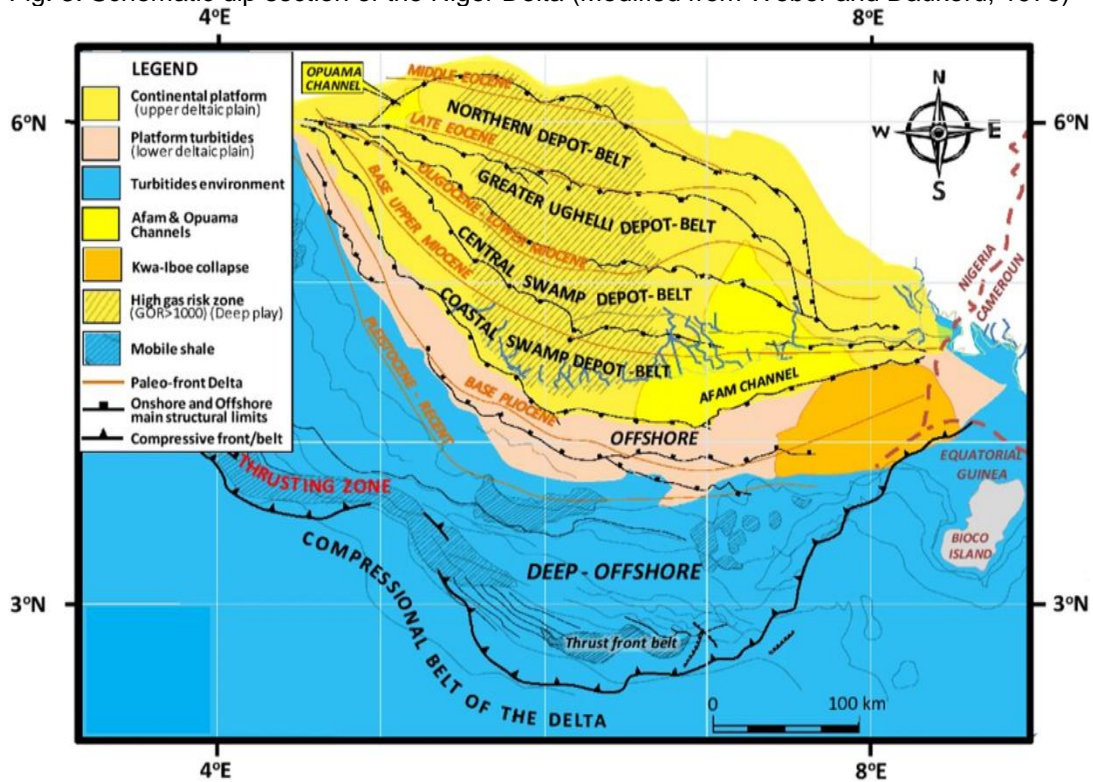 Fig. 3: Schematic dip section of the Niger Delta (Modified from Weber and Daukoru, 1975)
4°E
8°E
6°N
6°N
3°N
3°N
4°E
8°E
LEGEND
Continental platform
(upper deltaic plain)
Platform turbitides
(lower deltaic plain)
Turbitides environment
Afam & Opuama
Channels
Kwa-Iboe collapse
High gas risk zone
(GOR>1000) (Deep play)
Mobile shale
Paleo-front Delta
Onshore and Offshore
main structural limits
Compressive front/belt
OPUAMA
CHANNEL
MIDDLE EOCENE
NORTHERN DEPOT-BELT
LATE EOCENE
GREATER UGHELLI DEPOT-BELT
OLIGOCENE-LOWER MIOCENE
CENTRAL SWAMP DEPOT-BELT
BASE UPPER MIOCENE
COASTAL SWAMP DEPOT-BELT
AFAM CHANNEL
BASE PLIOCENE
PLEISTOCENE - RECENT
OFFSHORE
N
W
E
S
NIGERIA
CAMEROUN
EQUATORIAL
GUINEA
BIOCO
ISLAND
THRUSTING ZONE
DEEP - OFFSHORE
Thrust front belt
COMPRESSIONAL BELT OF THE DELTA
0
100 km